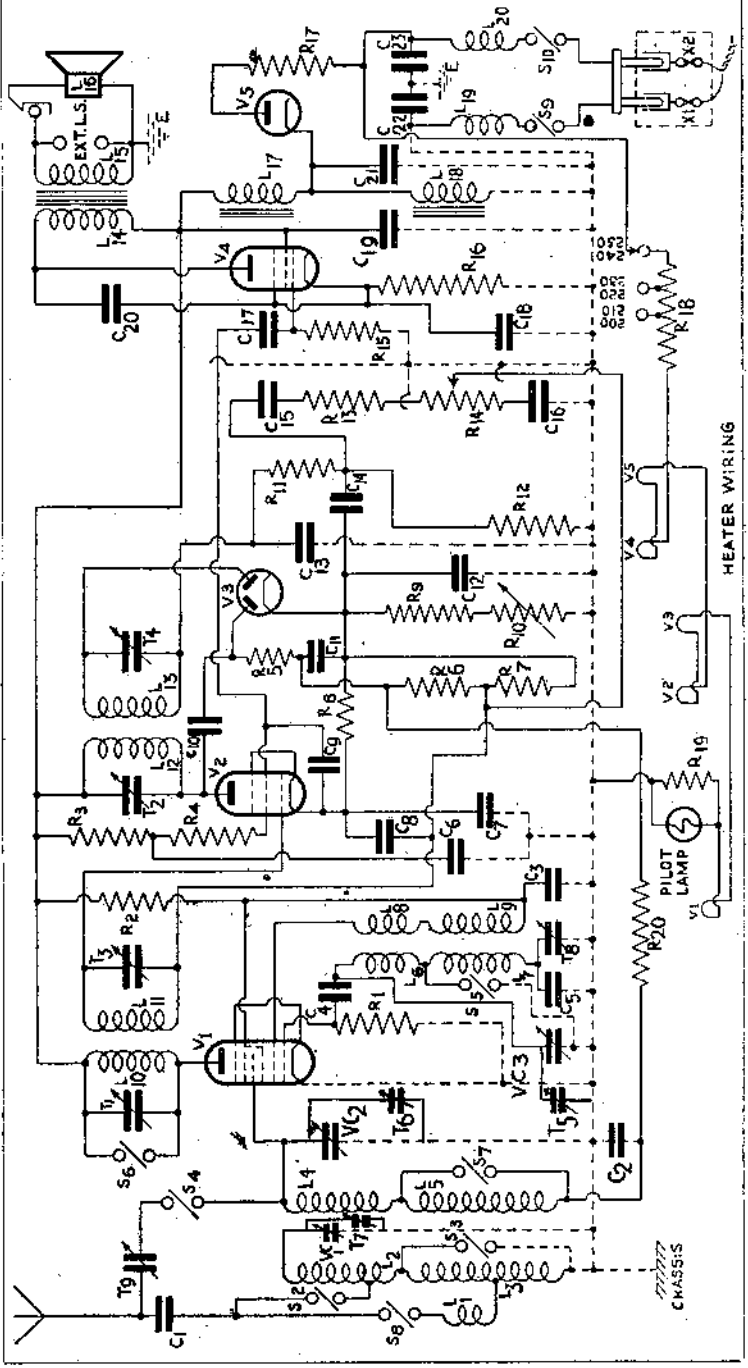 C1
T9
S4
S2
S8
L1
L2
L3
S3
VC1
T7
L4
L5
S7
CHASSIS
S6
T1
L10
VC2
T6
C2
V1
L11
T3
R2
C4
R1
T5
VC3
L6
L7
S5
C5
T8
L8
L9
C3
R3
R4
T2
L12
C6
C7
C8
C9
V2
C10
R5
R8
C11
R6
R7
L13
T4
V3
C12
R9
R10
C13
R11
C14
R12
C15
R13
R14
C16
C17
R15
C18
R16
V4
C19
C20
L14
L15
EXT.L.S.
L16
E
L17
L18
C21
V5
R17
C22
C23
E
L19
L20
S9
S10
X1
X2
R20
V1
PILOT
LAMP
R19
V2
V3
V4
V5
R18
200
210
220
230
240
250
HEATER WIRING